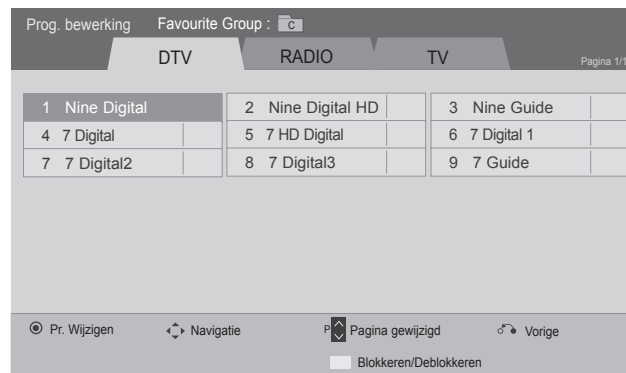 Prog. bewerking Favourite Group : C
DTV RADIO TV Pagina 1/1
1 Nine Digital 2 Nine Digital HD 3 Nine Guide
4 7 Digital 5 7 HD Digital 6 7 Digital 1
7 7 Digital2 8 7 Digital3 9 7 Guide
Pr. Wijzigen Navigatie P Pagina gewijzigd Vorige
Blokkeren/Deblokkeren